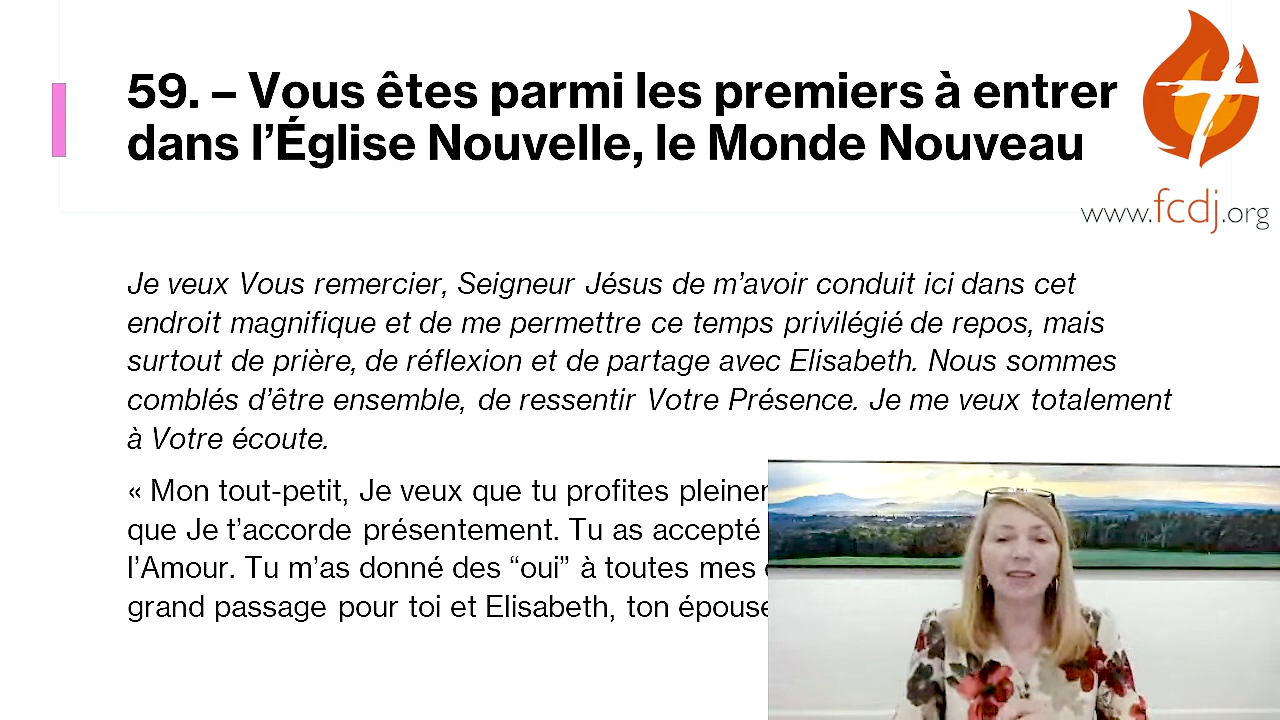 59. – Vous êtes parmi les premiers à entrer
dans l’Église Nouvelle, le Monde Nouveau
www.fcdj.org
Je veux Vous remercier, Seigneur Jésus de m’avoir conduit ici dans cet
endroit magnifique et de me permettre ce temps privilégié de repos, mais
surtout de prière, de réflexion et de partage avec Elisabeth. Nous sommes
comblés d’être ensemble, de ressentir Votre Présence. Je me veux totalement
à Votre écoute.
« Mon tout-petit, Je veux que tu profites
que Je t’accorde présentement. Tu as accepté
l’Amour. Tu m’as donné des “oui” à toutes mes
grand passage pour toi et Elisabeth, ton épouse